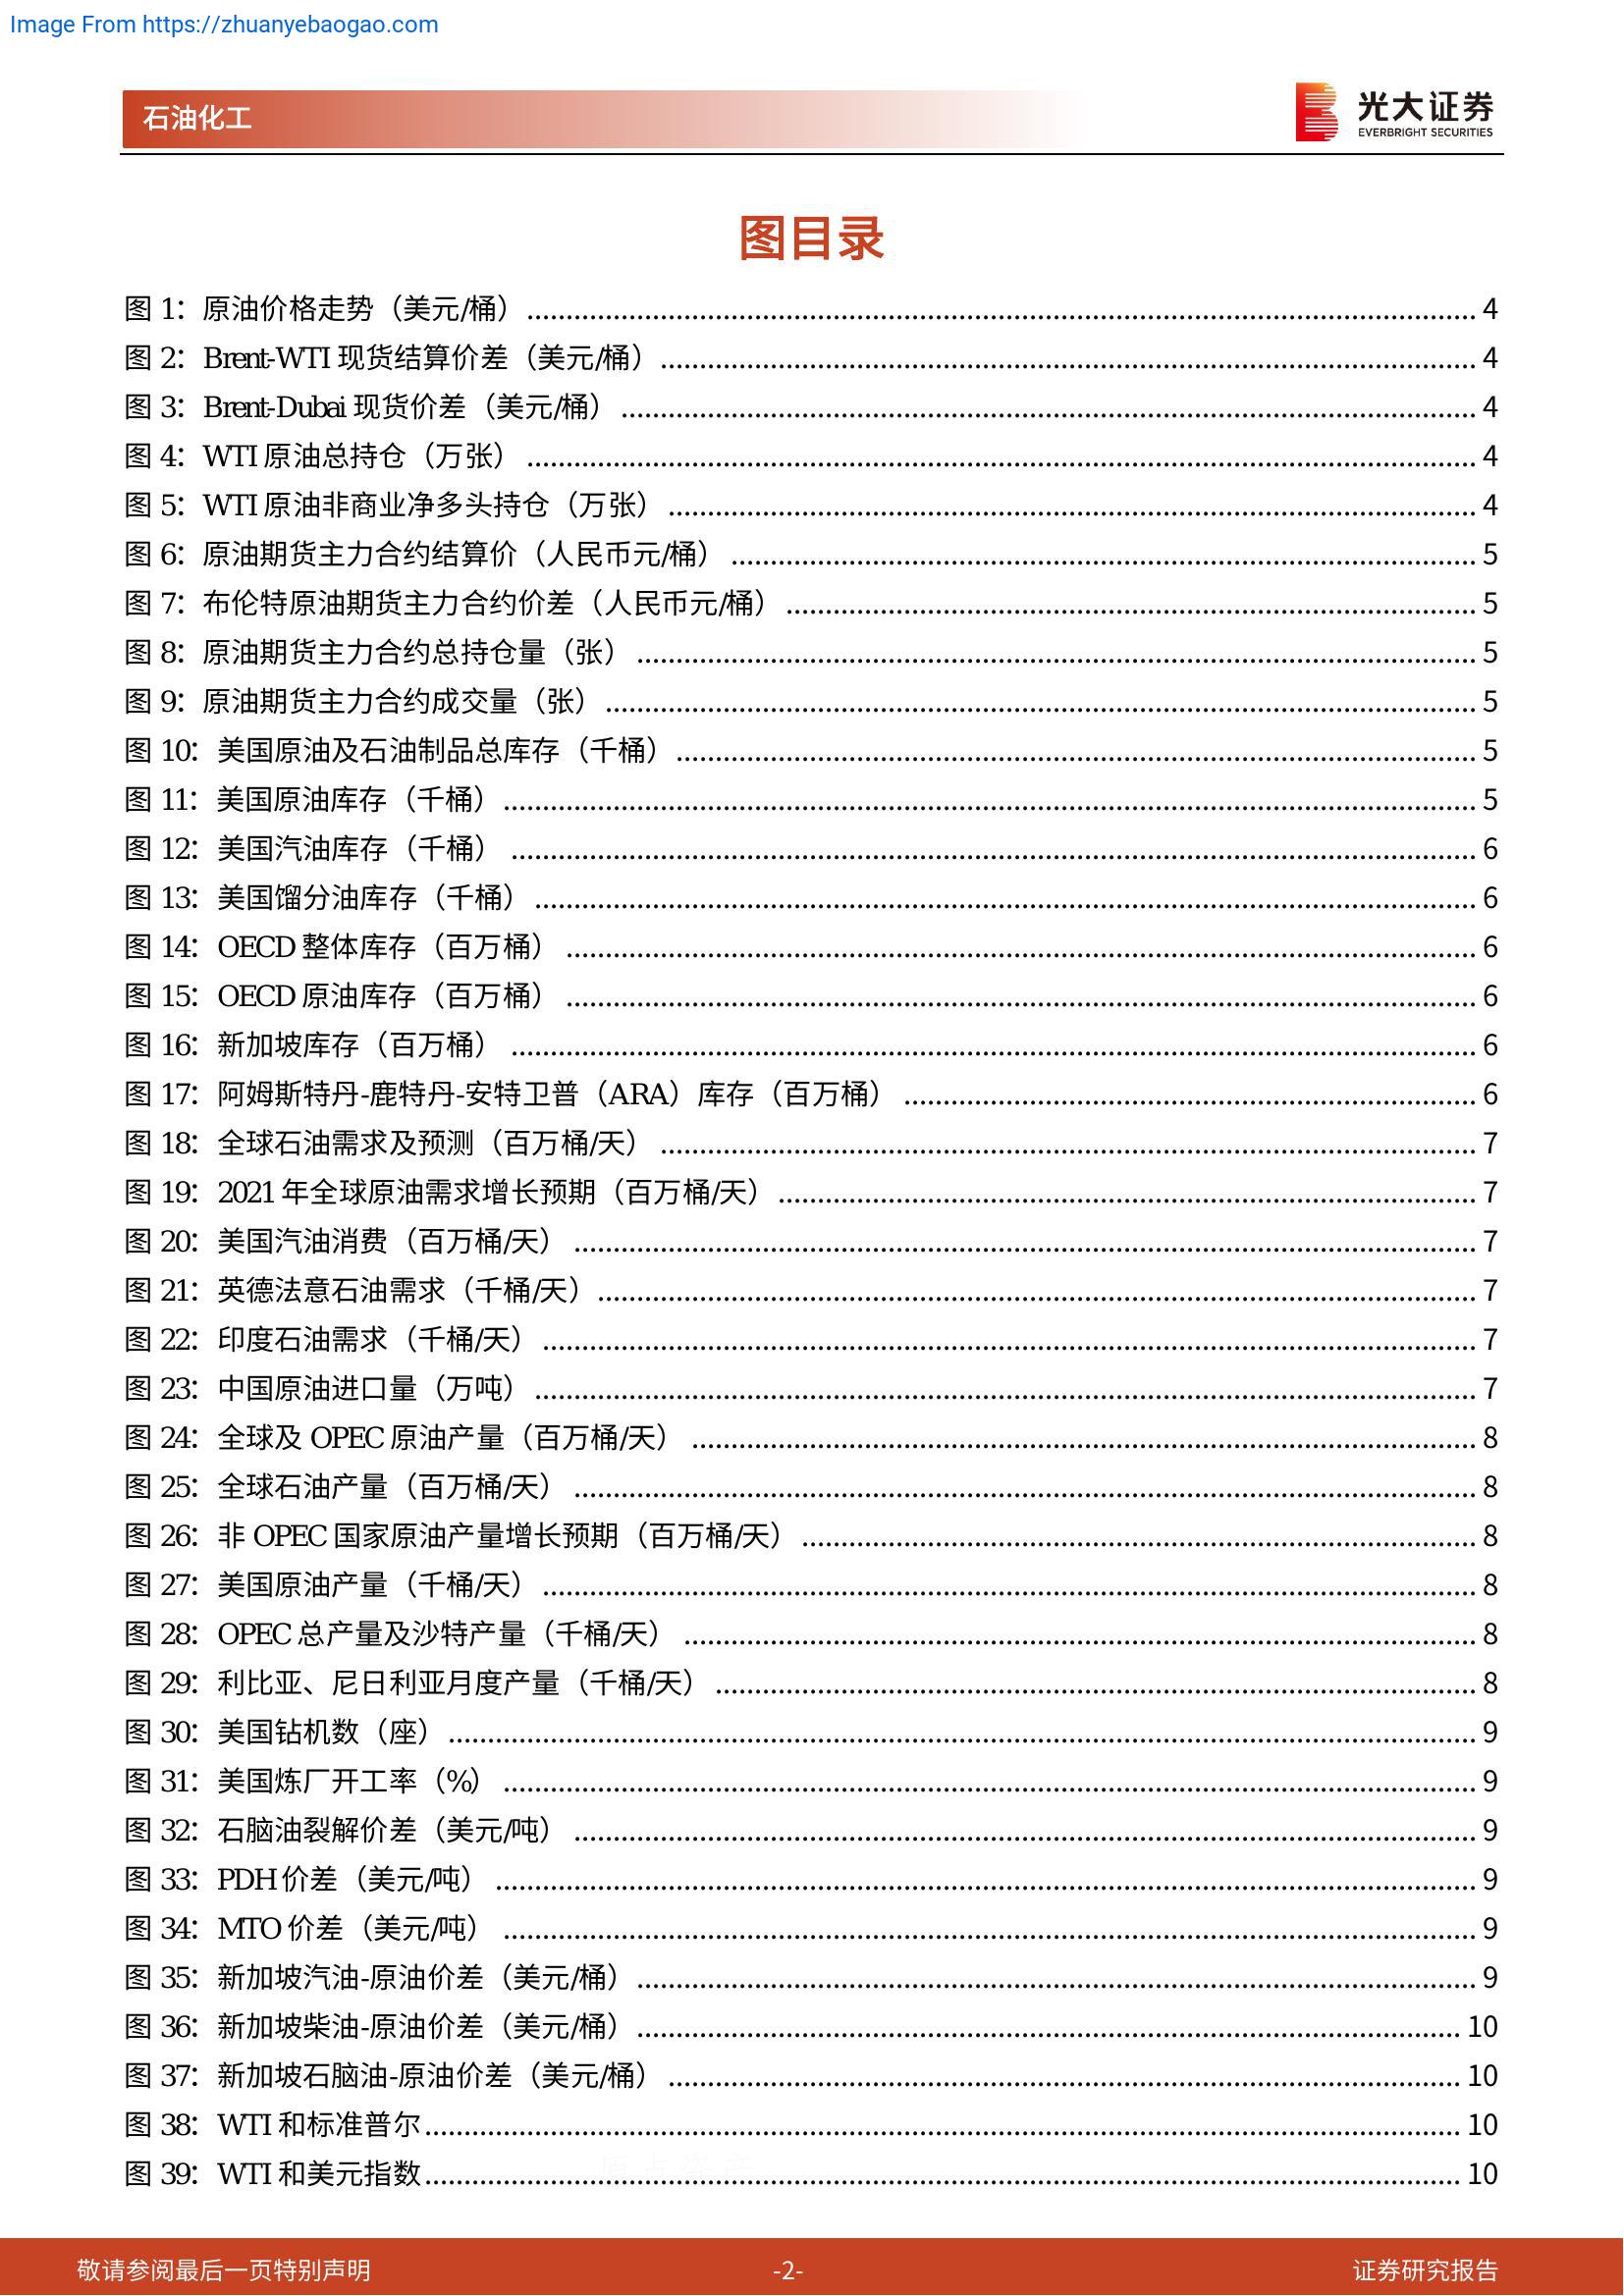 Image From https://zhuanyebaogao.com
石油化工
光大证券
EVERBRIGHT SECURITIES
图目录
图 1：原油价格走势（美元/桶）........ 4
图 2：Brent-WTI 现货结算价差（美元/桶）........ 4
图 3：Brent-Dubai 现货价差（美元/桶）........ 4
图 4：WTI 原油总持仓（万张）........ 4
图 5：WTI 原油非商业净多头持仓（万张）........ 4
图 6：原油期货主力合约结算价（人民币元/桶）........ 5
图 7：布伦特原油期货主力合约价差（人民币元/桶）........ 5
图 8：原油期货主力合约总持仓量（张）........ 5
图 9：原油期货主力合约成交量（张）........ 5
图 10：美国原油及石油制品总库存（千桶）........ 5
图 11：美国原油库存（千桶）........ 5
图 12：美国汽油库存（千桶）........ 6
图 13：美国馏分油库存（千桶）........ 6
图 14：OECD 整体库存（百万桶）........ 6
图 15：OECD 原油库存（百万桶）........ 6
图 16：新加坡库存（百万桶）........ 6
图 17：阿姆斯特丹-鹿特丹-安特卫普（ARA）库存（百万桶）........ 6
图 18：全球石油需求及预测（百万桶/天）........ 7
图 19：2021 年全球原油需求增长预期（百万桶/天）........ 7
图 20：美国汽油消费（百万桶/天）........ 7
图 21：英德法意石油需求（千桶/天）........ 7
图 22：印度石油需求（千桶/天）........ 7
图 23：中国原油进口量（万吨）........ 7
图 24：全球及 OPEC 原油产量（百万桶/天）........ 8
图 25：全球石油产量（百万桶/天）........ 8
图 26：非 OPEC 国家原油产量增长预期（百万桶/天）........ 8
图 27：美国原油产量（千桶/天）........ 8
图 28：OPEC 总产量及沙特产量（千桶/天）........ 8
图 29：利比亚、尼日利亚月度产量（千桶/天）........ 8
图 30：美国钻机数（座）........ 9
图 31：美国炼厂开工率（%）........ 9
图 32：石脑油裂解价差（美元/吨）........ 9
图 33：PDH 价差（美元/吨）........ 9
图 34：MTO 价差（美元/吨）........ 9
图 35：新加坡汽油-原油价差（美元/桶）........ 9
图 36：新加坡柴油-原油价差（美元/桶）........ 10
图 37：新加坡石脑油-原油价差（美元/桶）........ 10
图 38：WTI 和标准普尔........ 10
图 39：WTI 和美元指数........ 10
敬请参阅最后一页特别声明
-2-
证券研究报告